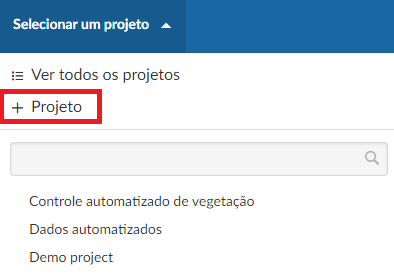 Selecionar um projeto
Ver todos os projetos
+ Projeto
Controle automatizado de vegetação
Dados automatizados
Demo project